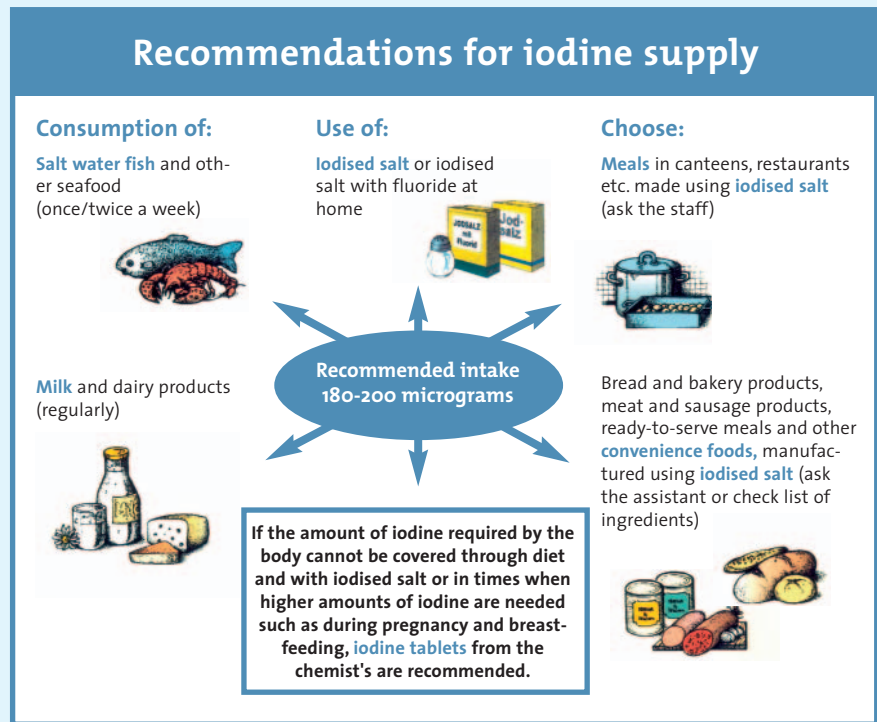 Recommendations for iodine supply
Consumption of:
Salt water fish and oth-
er seafood
(once/twice a week)
Use of:
Iodised salt or iodised
salt with fluoride at
home
JODSALZ
mit
Fluorid
Jod-
salz
Choose:
Meals in canteens, restaurants
etc. made using iodised salt
(ask the staff)
Recommended intake
180-200 micrograms
Milk and dairy products
(regularly)
Bread and bakery products,
meat and sausage products,
ready-to-serve meals and other
convenience foods, manufac-
tured using iodised salt (ask
the assistant or check list of
ingredients)
If the amount of iodine required by the
body cannot be covered through diet
and with iodised salt or in times when
higher amounts of iodine are needed
such as during pregnancy and breast-
feeding, iodine tablets from the
chemist's are recommended.